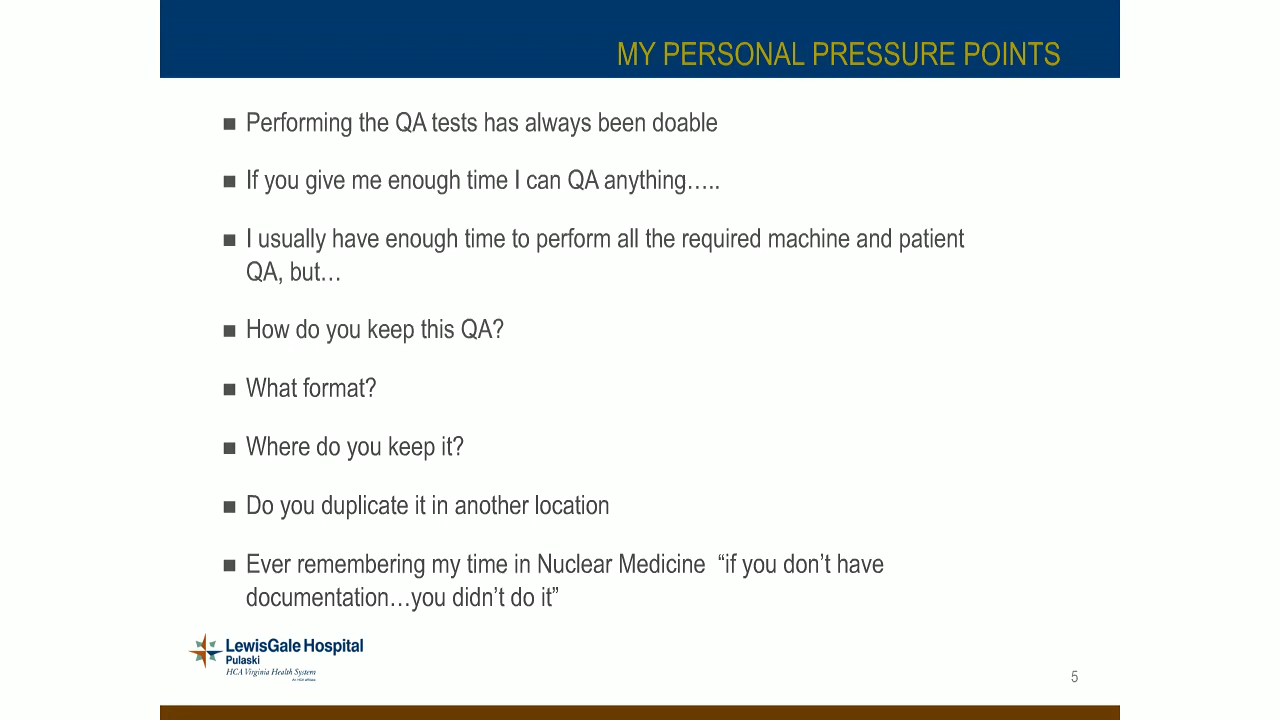 MY PERSONAL PRESSURE POINTS
■ Performing the QA tests has always been doable
■ If you give me enough time I can QA anything…..
■ I usually have enough time to perform all the required machine and patient
QA, but…
■ How do you keep this QA?
■ What format?
■ Where do you keep it?
■ Do you duplicate it in another location
■ Ever remembering my time in Nuclear Medicine “if you don’t have
documentation…you didn’t do it”
LewisGale Hospital
Pulaski
HCA Virginia Health System
An HCA affiliate
5